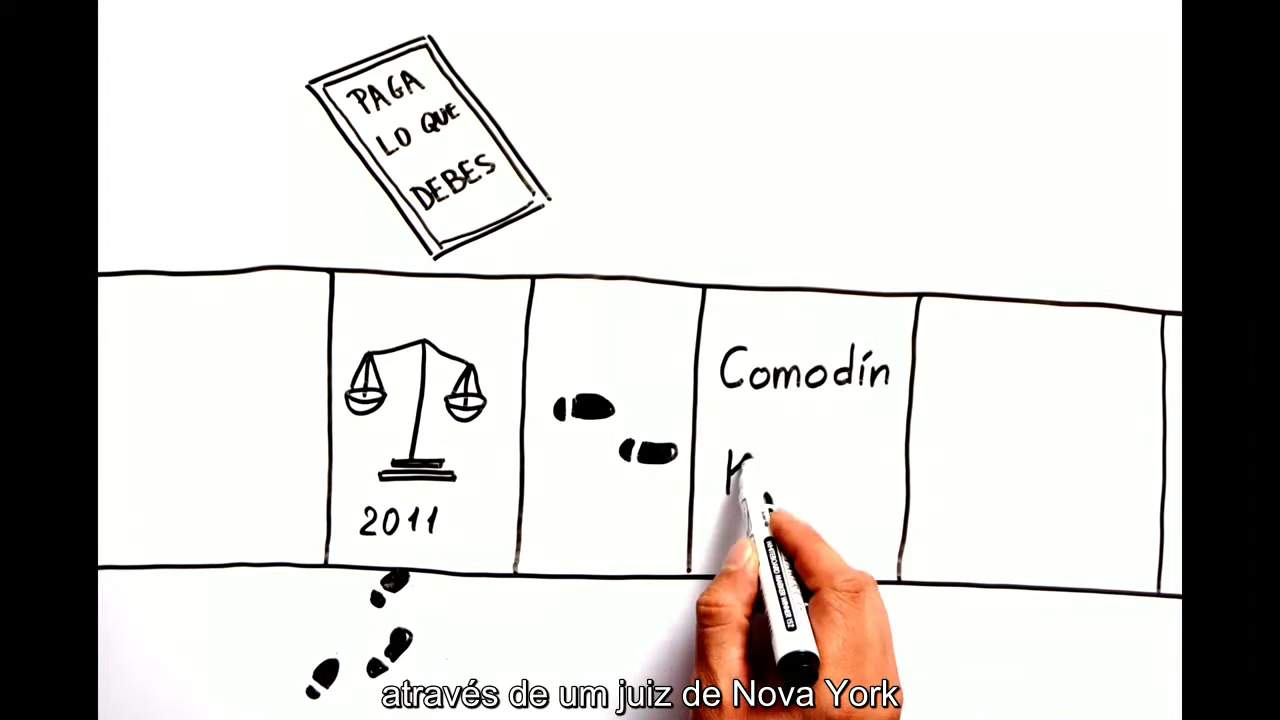 PAGA
LO QUE
DEBES
Comodín
2011
através de um juiz de Nova York